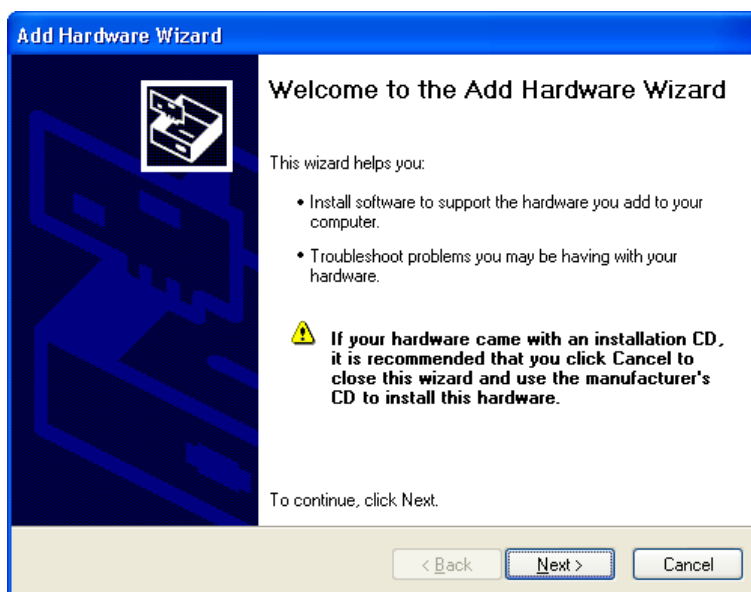 Add Hardware Wizard
Welcome to the Add Hardware Wizard
This wizard helps you:
• Install software to support the hardware you add to your
computer.
• Troubleshoot problems you may be having with your
hardware.
If your hardware came with an installation CD,
it is recommended that you click Cancel to
close this wizard and use the manufacturer's
CD to install this hardware.
To continue, click Next.
< Back Next > Cancel